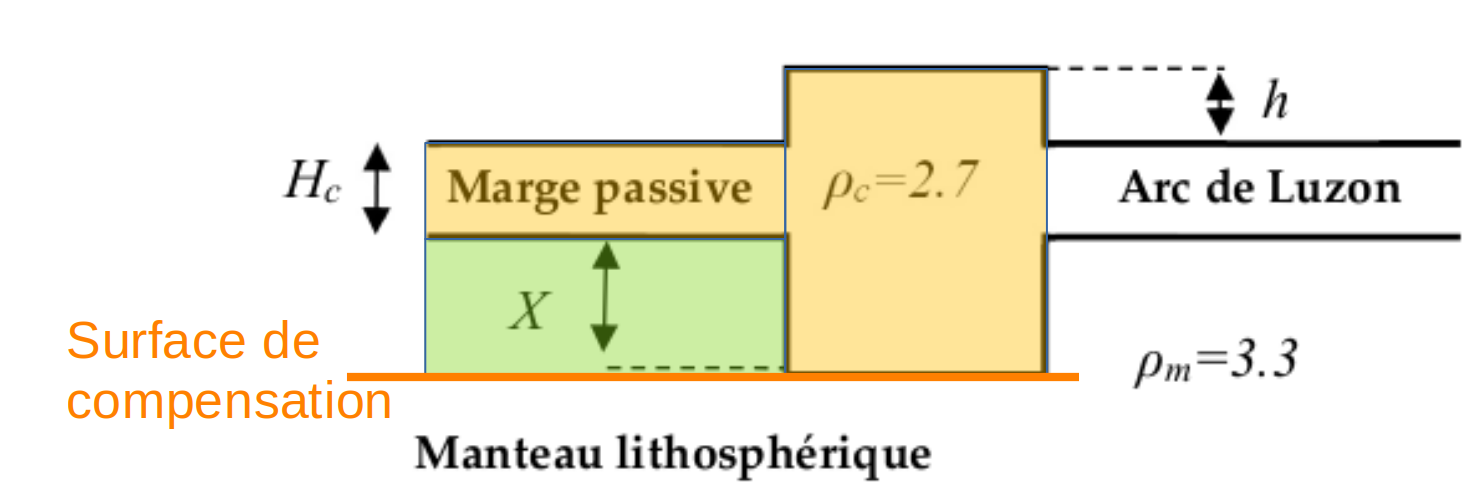 h
Hc
Marge passive
ρc=2.7
Arc de Luzon
X
Surface de
compensation
ρm=3.3
Manteau lithosphérique